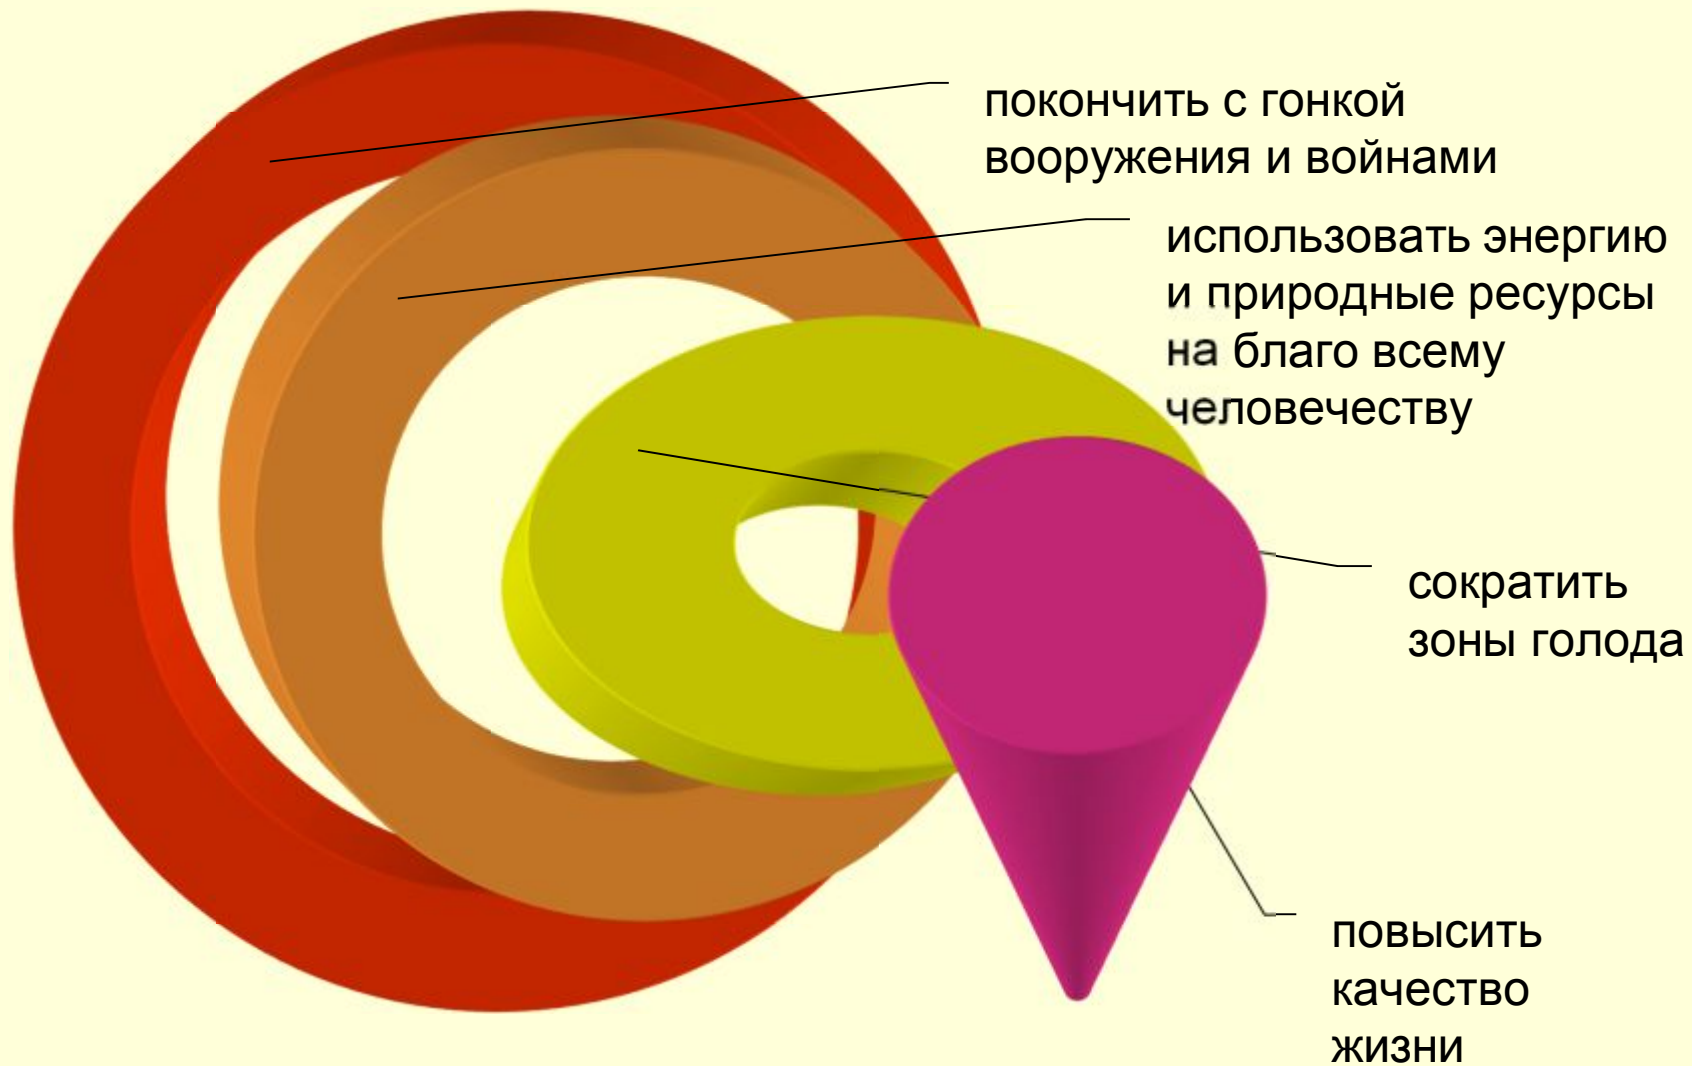 покончить с гонкой
вооружения и войнами
использовать энергию
и природные ресурсы
на благо всему
человечеству
сократить
зоны голода
повысить
качество
жизни